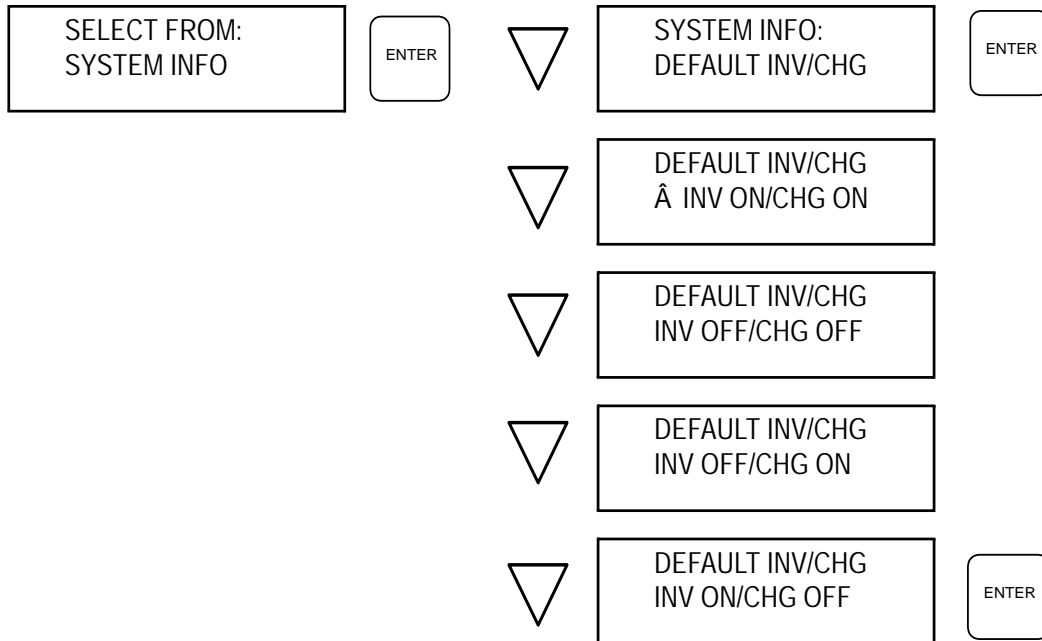 SELECT FROM:
SYSTEM INFO
ENTER
SYSTEM INFO:
DEFAULT INV/CHG
ENTER
DEFAULT INV/CHG
Â INV ON/CHG ON
DEFAULT INV/CHG
INV OFF/CHG OFF
DEFAULT INV/CHG
INV OFF/CHG ON
DEFAULT INV/CHG
INV ON/CHG OFF
ENTER